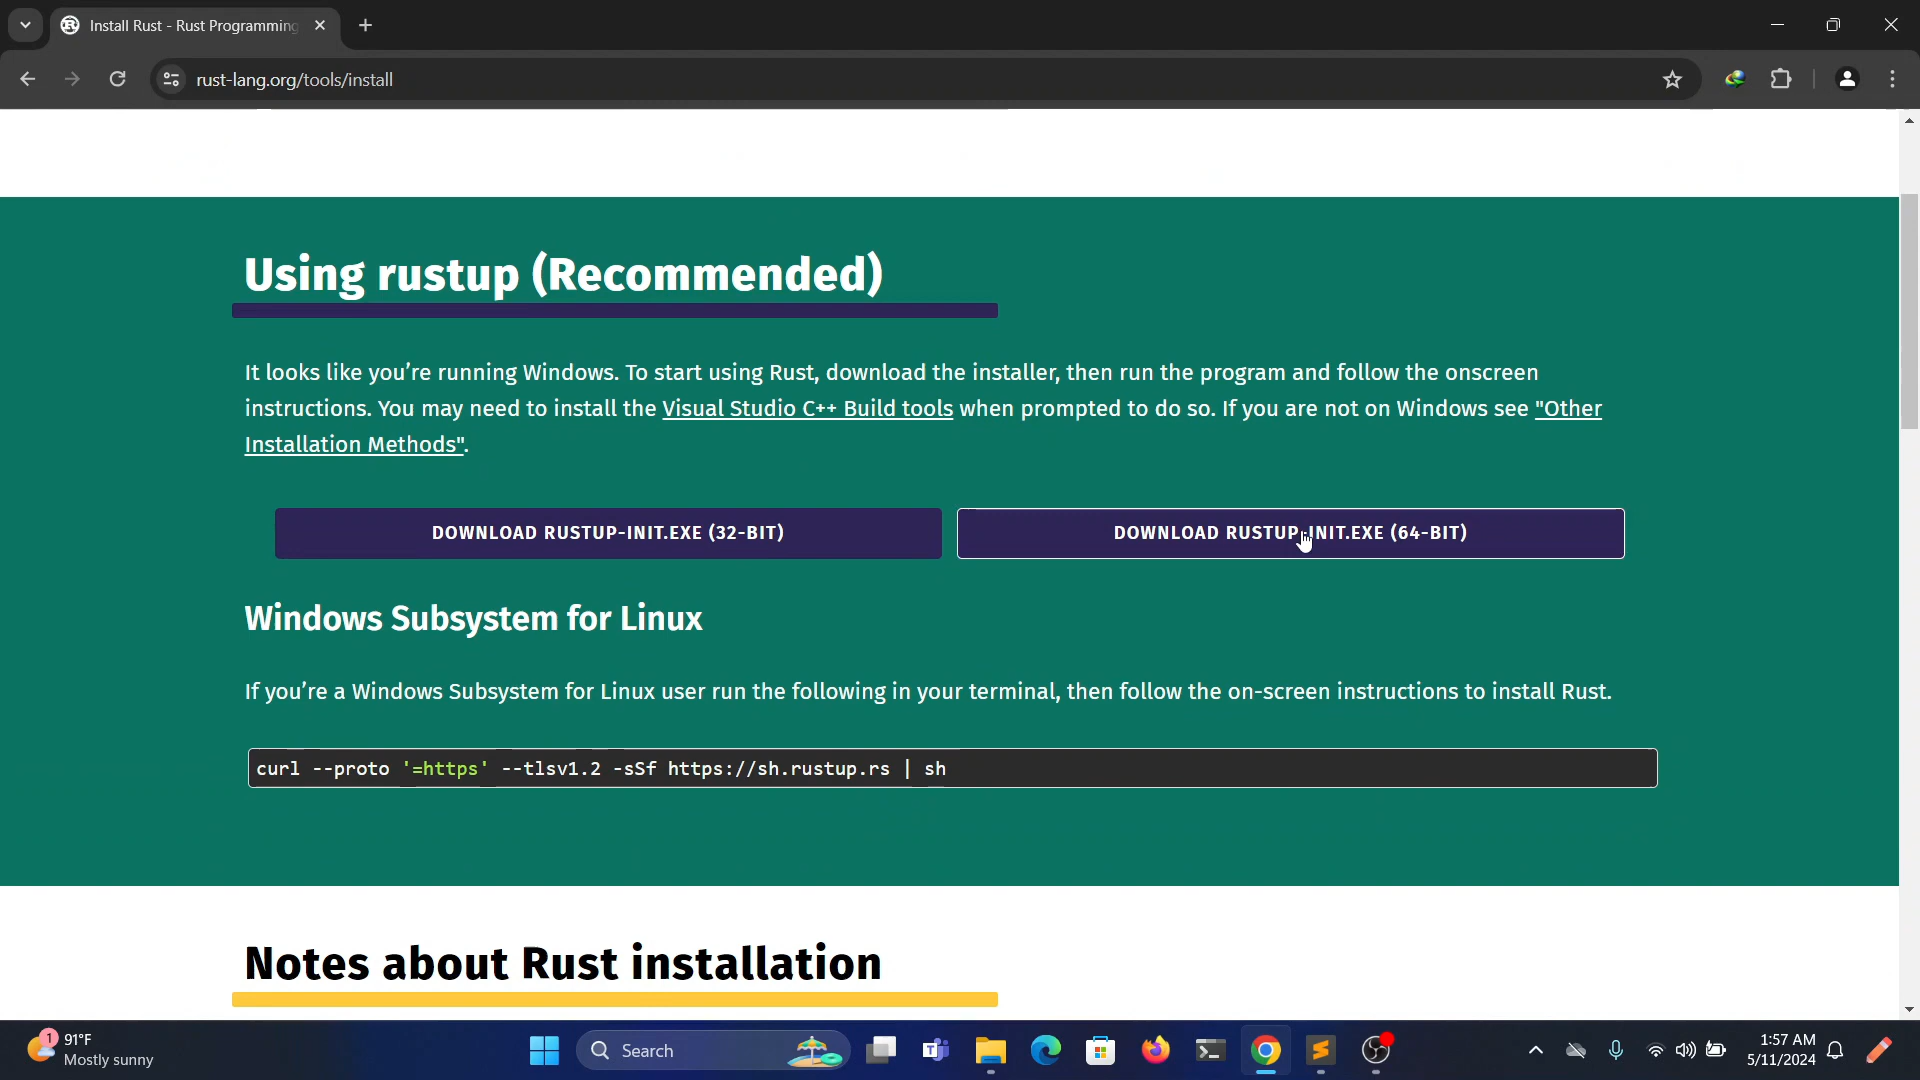 Install Rust - Rust Programming
rust-lang.org/tools/install
Using rustup (Recommended)
It looks like you’re running Windows. To start using Rust, download the installer, then run the program and follow the onscreen
instructions. You may need to install the Visual Studio C++ Build tools when prompted to do so. If you are not on Windows see "Other
Installation Methods".
DOWNLOAD RUSTUP-INIT.EXE (32-BIT)
DOWNLOAD RUSTUP-INIT.EXE (64-BIT)
Windows Subsystem for Linux
If you’re a Windows Subsystem for Linux user run the following in your terminal, then follow the on-screen instructions to install Rust.
curl --proto '=https' --tlsv1.2 -sSf https://sh.rustup.rs | sh
Notes about Rust installation
1
91°F
Mostly sunny
Search
1:57 AM
5/11/2024